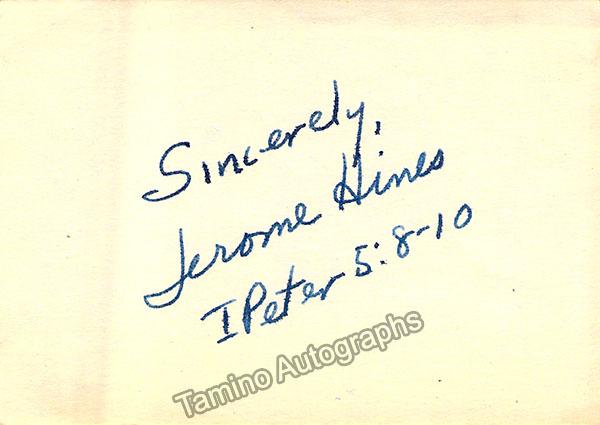 Sincerely,
Jerome Hines
I Peter 5:8-10
Tamino Autographs